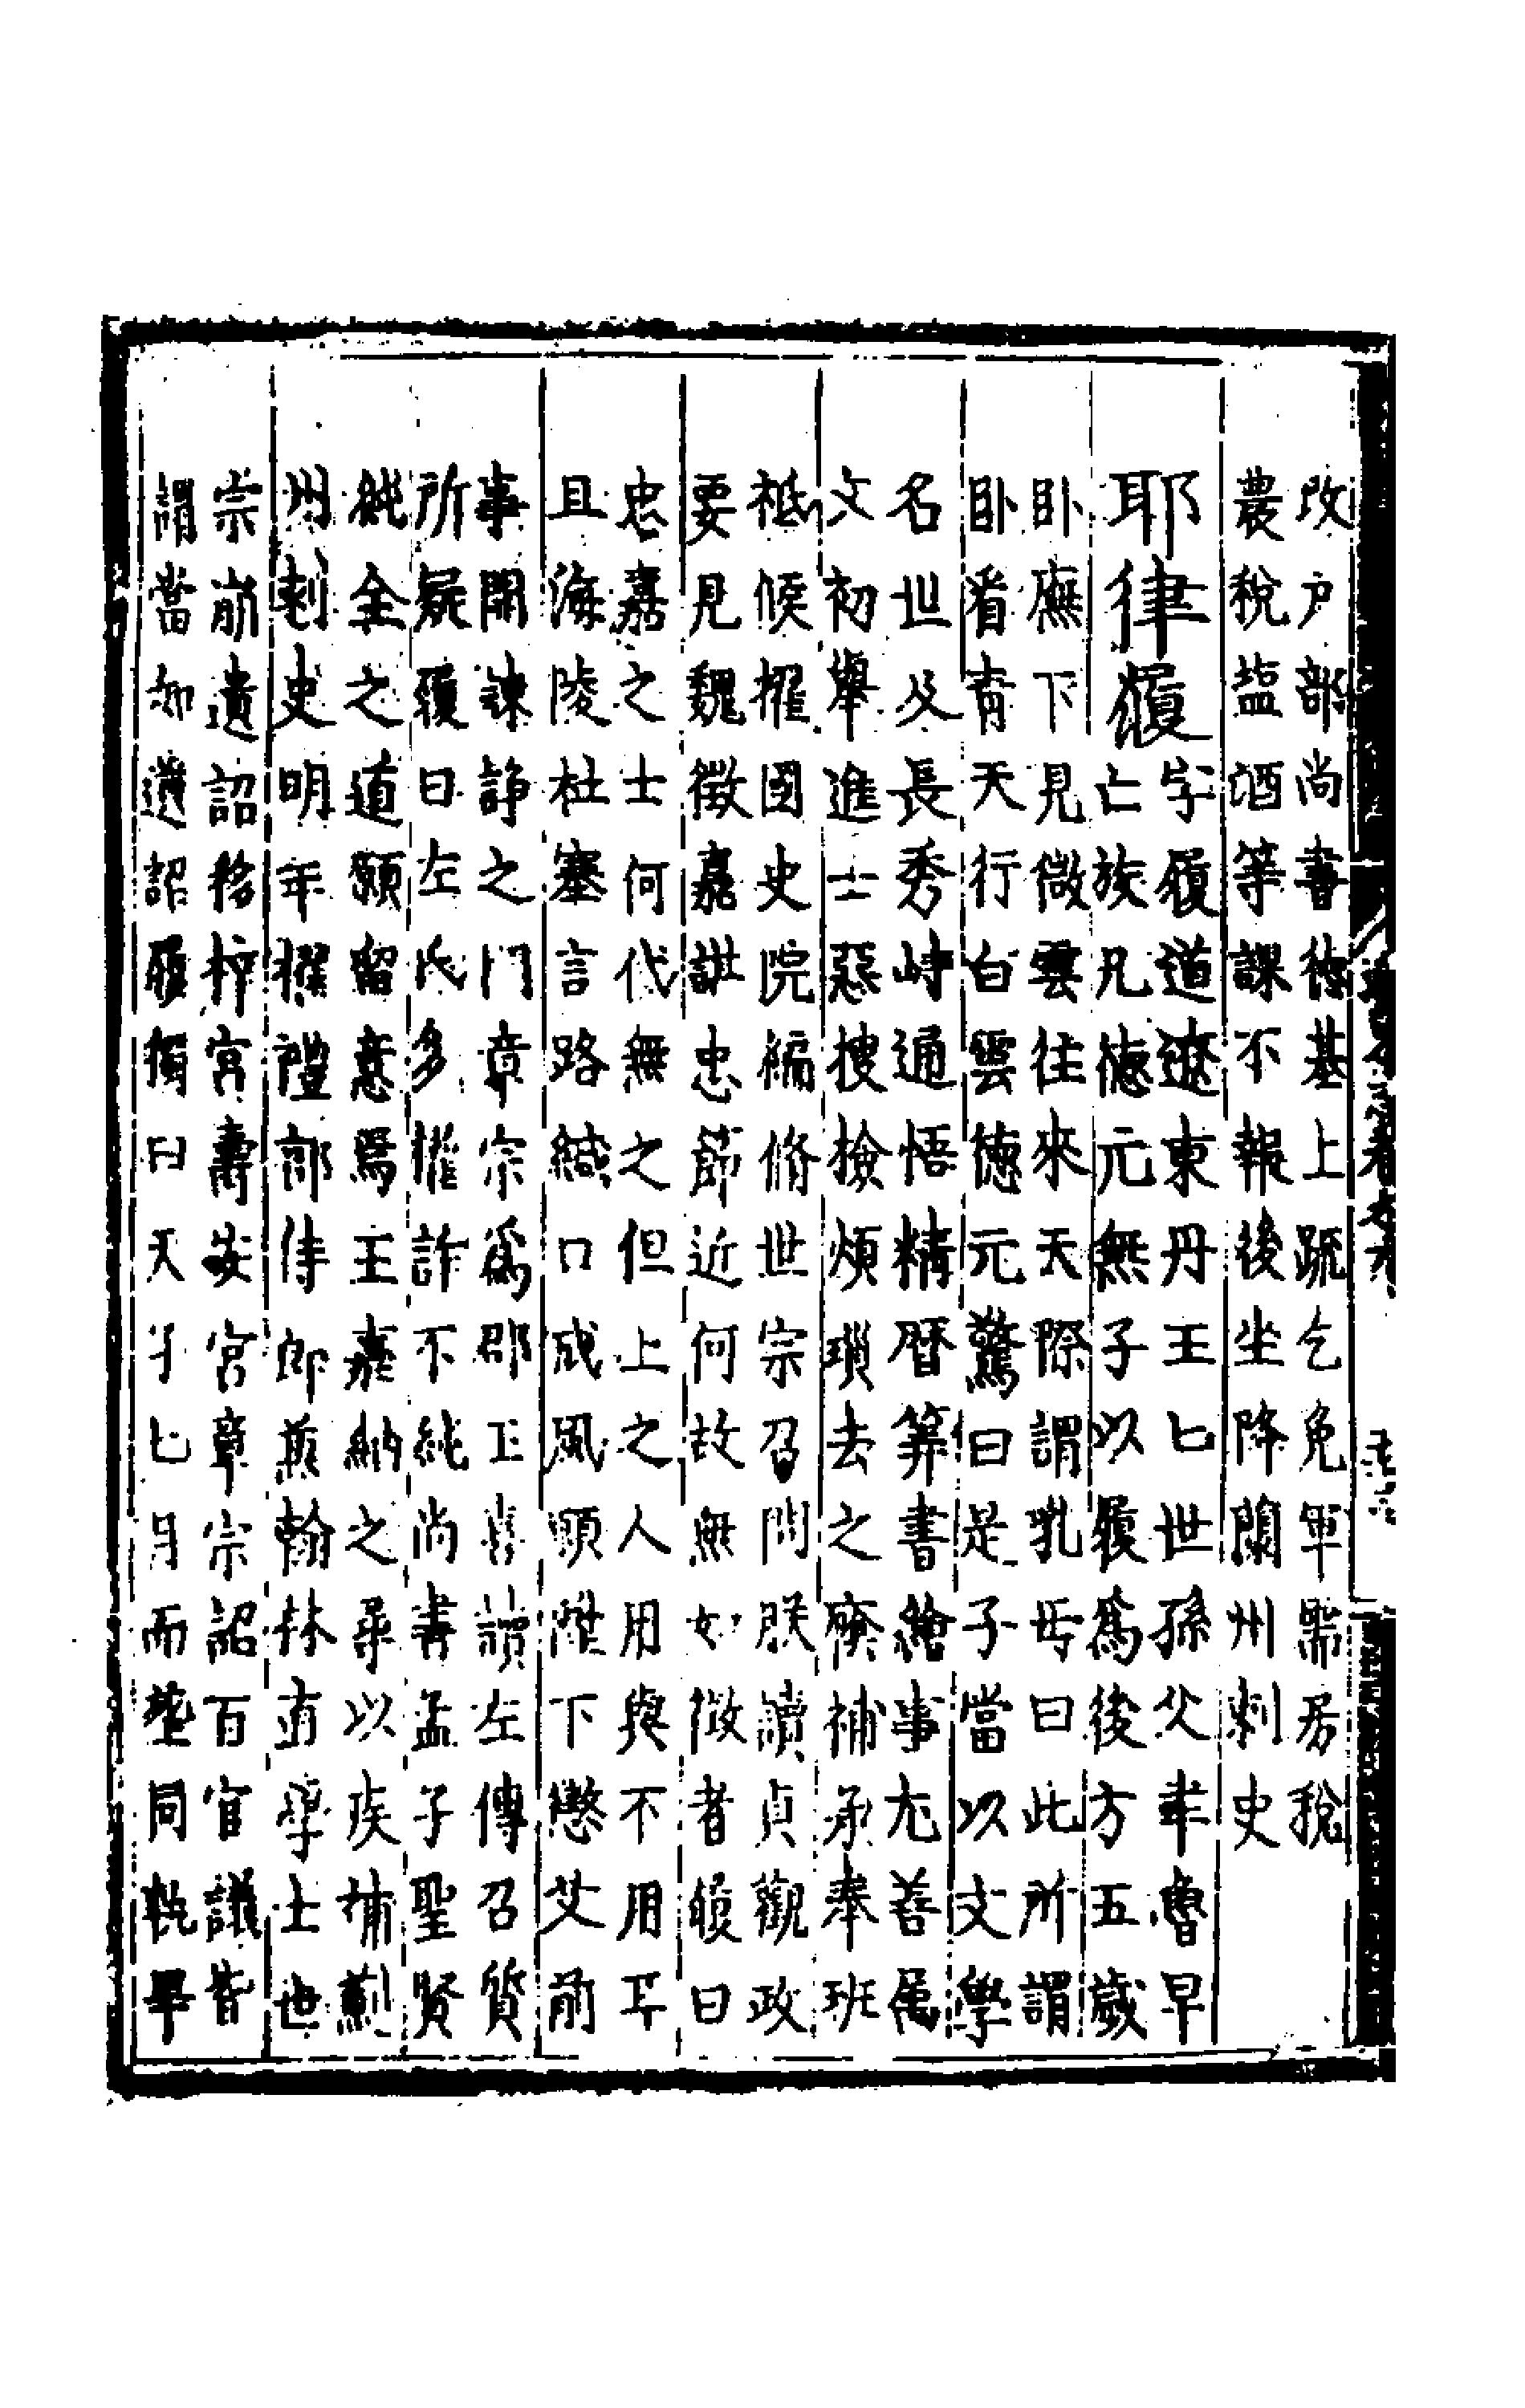 改户部尚書德基上疏乞免軍需房稅
農稅塩酒等課不報後坐降蘭州刺史
耶律履
字履道遼東丹王七世孫父聿魯早
亡族兄德元無子以履爲後方五歲
卧廡下見微雲往來天際謂乳母曰此所謂
卧看青天行白雲德元驚曰是子當以文學
名世及長秀峙通悟精曆筭書繪事尤善屬
文初舉進士惡搜撿煩瑣去之廕補承奉班
祗候擢國史院編脩世宗召問朕讀貞觀政
要見魏徵嘉謀忠節近何故無如徵者履曰
忠嘉之士何代無之但上之人用與不用耳
且海陵杜塞言路緘口成風願陛下懲艾前
事開諫諍之門章宗爲郡王喜讀左傳召質
所疑履曰左氏多權詐不純尚書孟子聖賢
純全之道願留意焉王嘉納之尋以疾補薊
州刺史明年擢禮部侍郎兼翰林直學士世
宗崩遺詔移梓宮壽安宮章宗詔百官議皆
謂當如遺詔履獨曰天子七月而塟同軌畢